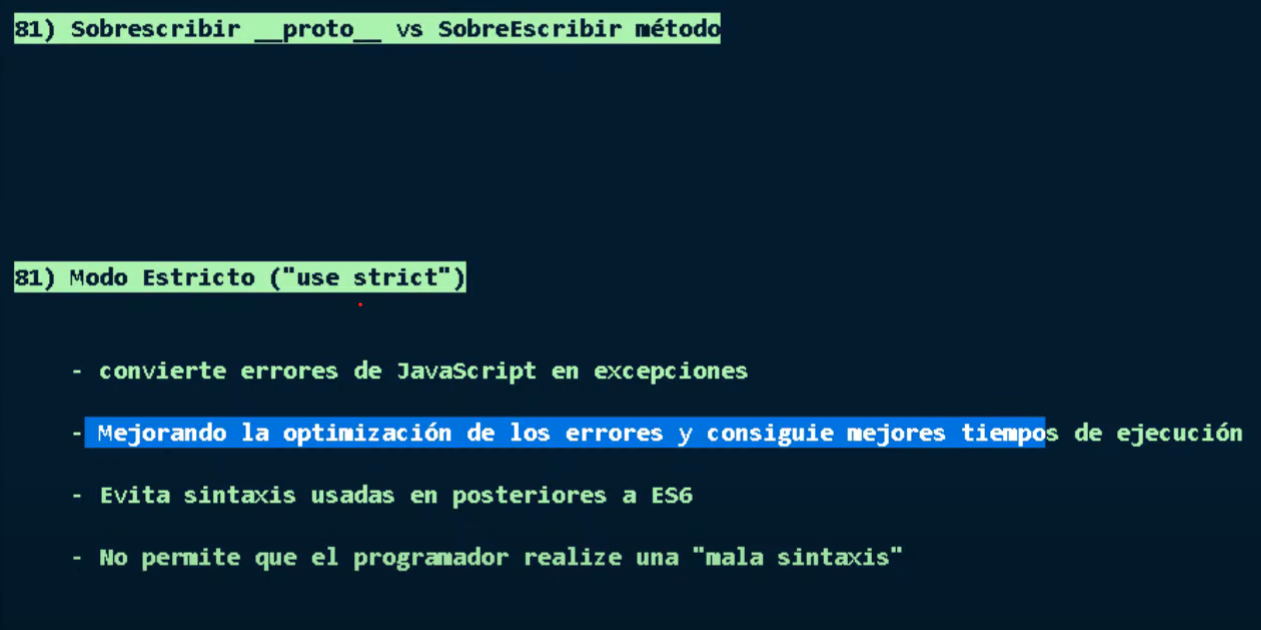 81) Sobrescribir __proto__ vs SobreEscribir método
81) Modo Estricto ("use strict")
- convierte errores de JavaScript en excepciones
- Mejorando la optimización de los errores y consiguie mejores tiempos de ejecución
- Evita sintaxis usadas en posteriores a ES6
- No permite que el programador realize una "mala sintaxis"